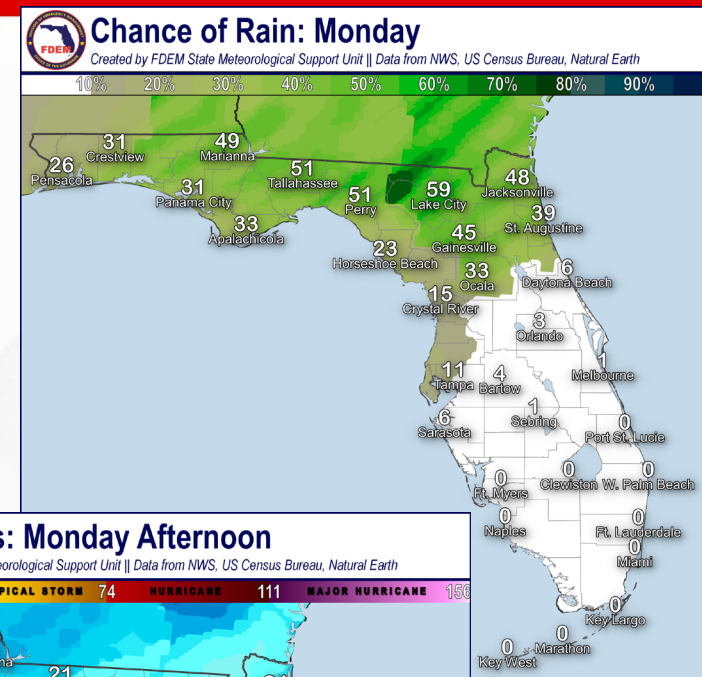 FDEM
Chance of Rain: Monday
Created by FDEM State Meteorological Support Unit || Data from NWS, US Census Bureau, Natural Earth
10% 20% 30% 40% 50% 60% 70% 80% 90%
31
Crestview
49
Marianna
26
Pensacola
51
Tallahassee
31
Panama City
51
Perry
59
Lake City
48
Jacksonville
33
Apalachicola
39
St. Augustine
45
Gainesville
23
Horseshoe Beach
33
Ocala
6
Daytona Beach
15
Crystal River
3
Orlando
1
Melbourne
11
Tampa
4
Bartow
6
Sarasota
1
Sebring
0
Port St. Lucie
0
Ft. Myers
0
Clewiston
0
W. Palm Beach
0
Naples
0
Ft. Lauderdale
0
Miami
0
Key Largo
0
Marathon
0
Key West
s: Monday Afternoon
eorological Support Unit || Data from NWS, US Census Bureau, Natural Earth
PICAL STORM 74 HURRICANE 111 MAJOR HURRICANE 156
na
21